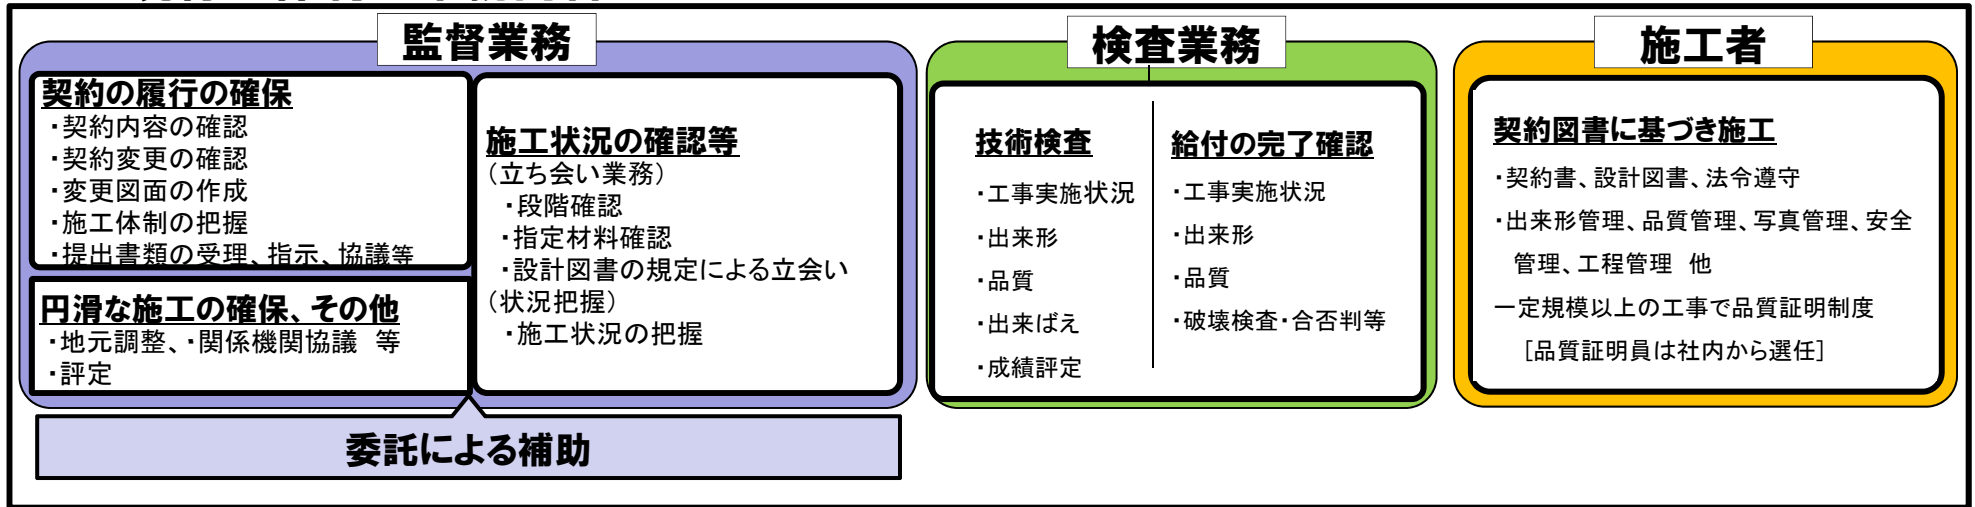 監督業務
契約の履行の確保
・契約内容の確認
・契約変更の確認
・変更図面の作成
・施工体制の把握
・提出書類の受理、指示、協議等
円滑な施工の確保、その他
・地元調整、・関係機関協議 等
・評定
施工状況の確認等
(立ち会い業務)
・段階確認
・指定材料確認
・設計図書の規定による立会い
(状況把握)
・施工状況の把握
委託による補助
検査業務
技術検査
・工事実施状況
・出来形
・品質
・出来ばえ
・成績評定
給付の完了確認
・工事実施状況
・出来形
・品質
・破壊検査・合否判等
施工者
契約図書に基づき施工
・契約書、設計図書、法令遵守
・出来形管理、品質管理、写真管理、安全
管理、工程管理 他
一定規模以上の工事で品質証明制度
[品質証明員は社内から選任]